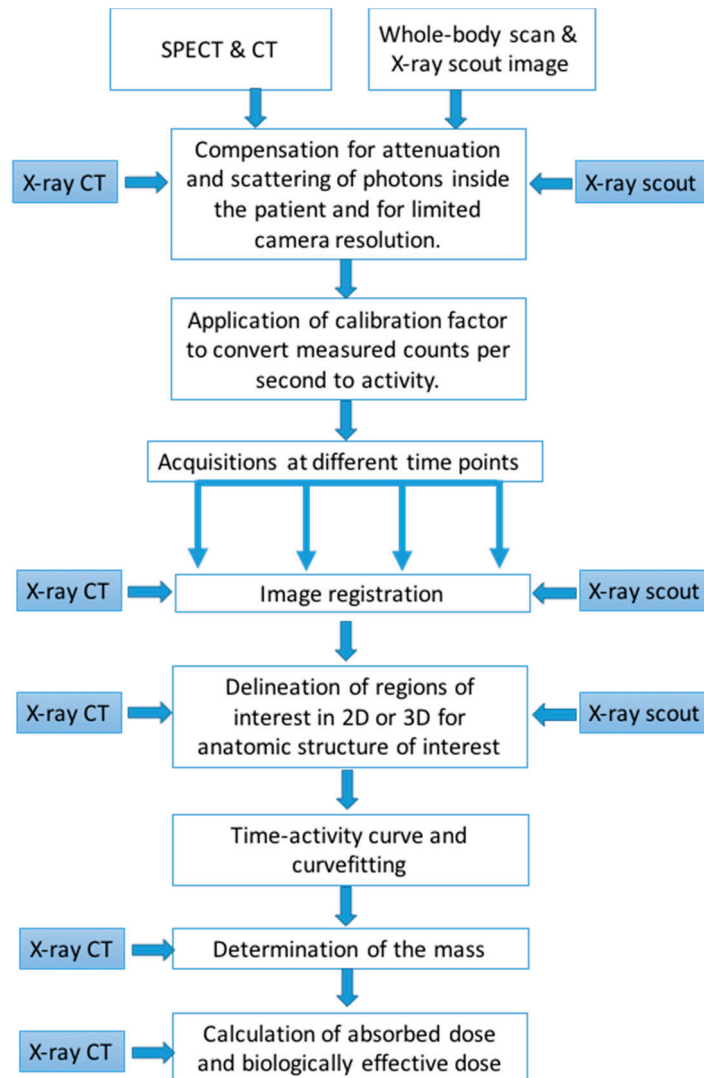 SPECT & CT
Whole-body scan &
X-ray scout image
X-ray CT
Compensation for attenuation
and scattering of photons inside
the patient and for limited
camera resolution.
X-ray scout
Application of calibration factor
to convert measured counts per
second to activity.
Acquisitions at different time points
X-ray CT
Image registration
X-ray scout
X-ray CT
Delineation of regions of
interest in 2D or 3D for
anatomic structure of interest
X-ray scout
Time-activity curve and
curvefitting
X-ray CT
Determination of the mass
X-ray CT
Calculation of absorbed dose
and biologically effective dose